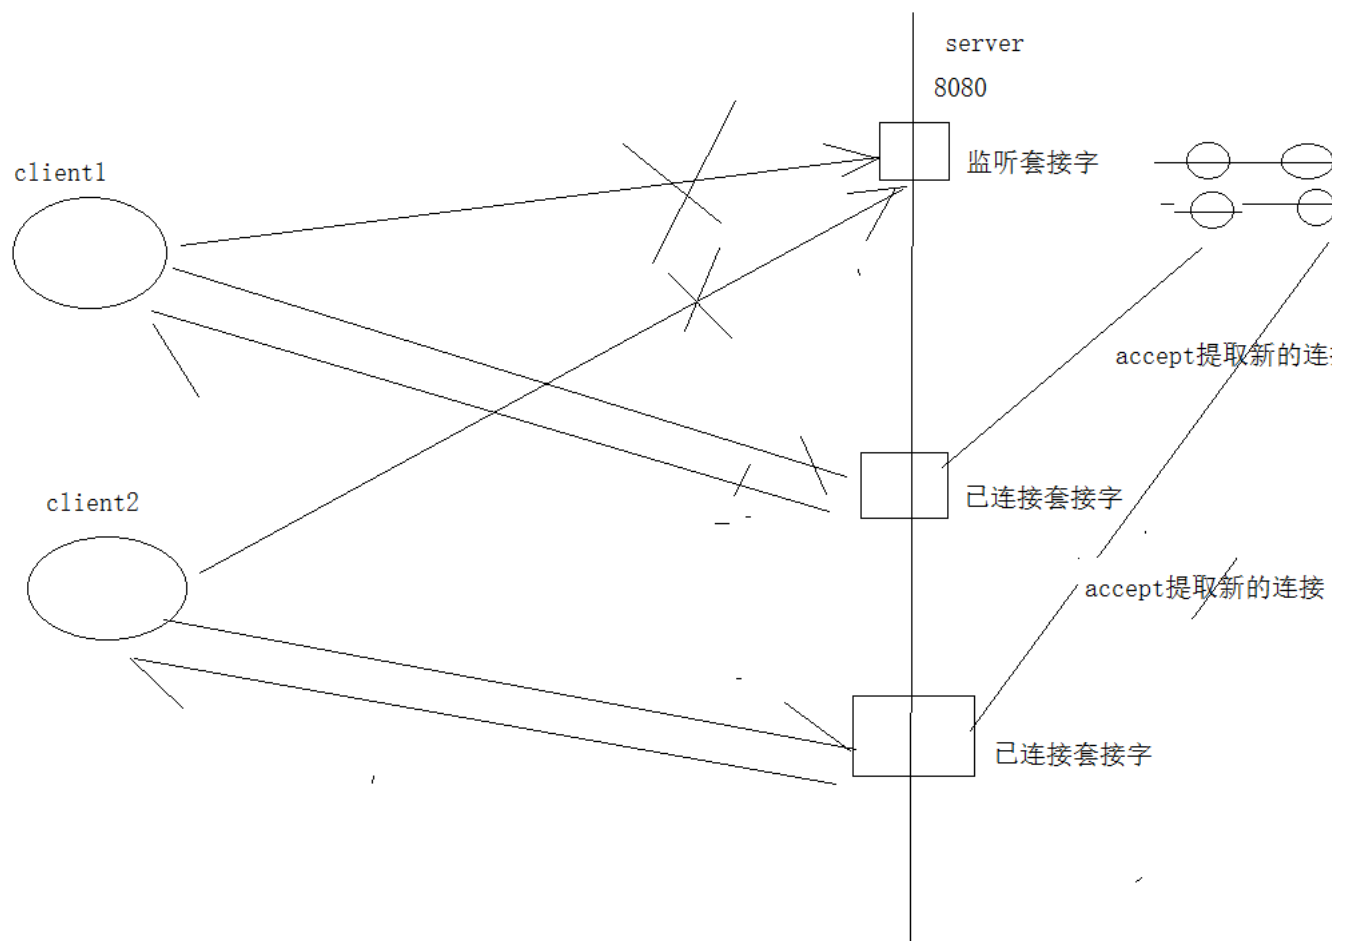 server
8080
client1
监听套接字
accept提取新的连
client2
已连接套接字
accept提取新的连接
已连接套接字